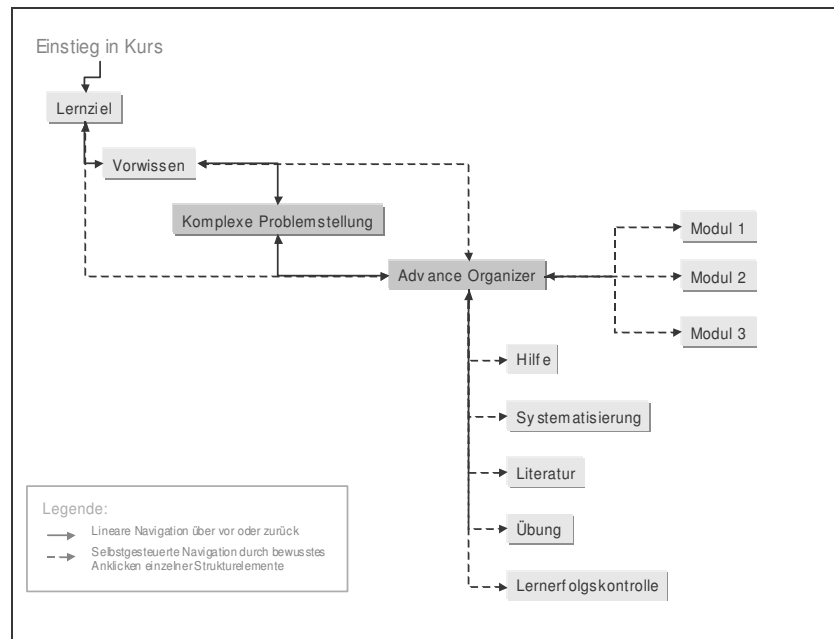 Einstieg in Kurs
Lernziel
Vorwissen
Komplexe Problemstellung
Advance Organizer
Modul 1
Modul 2
Modul 3
Hilfe
Systematisierung
Literatur
Übung
Lernerfolgskontrolle
Legende:
Lineare Navigation über vor oder zurück
Selbstgesteuerte Navigation durch bewusstes
Anklicken einzelner Strukturelemente